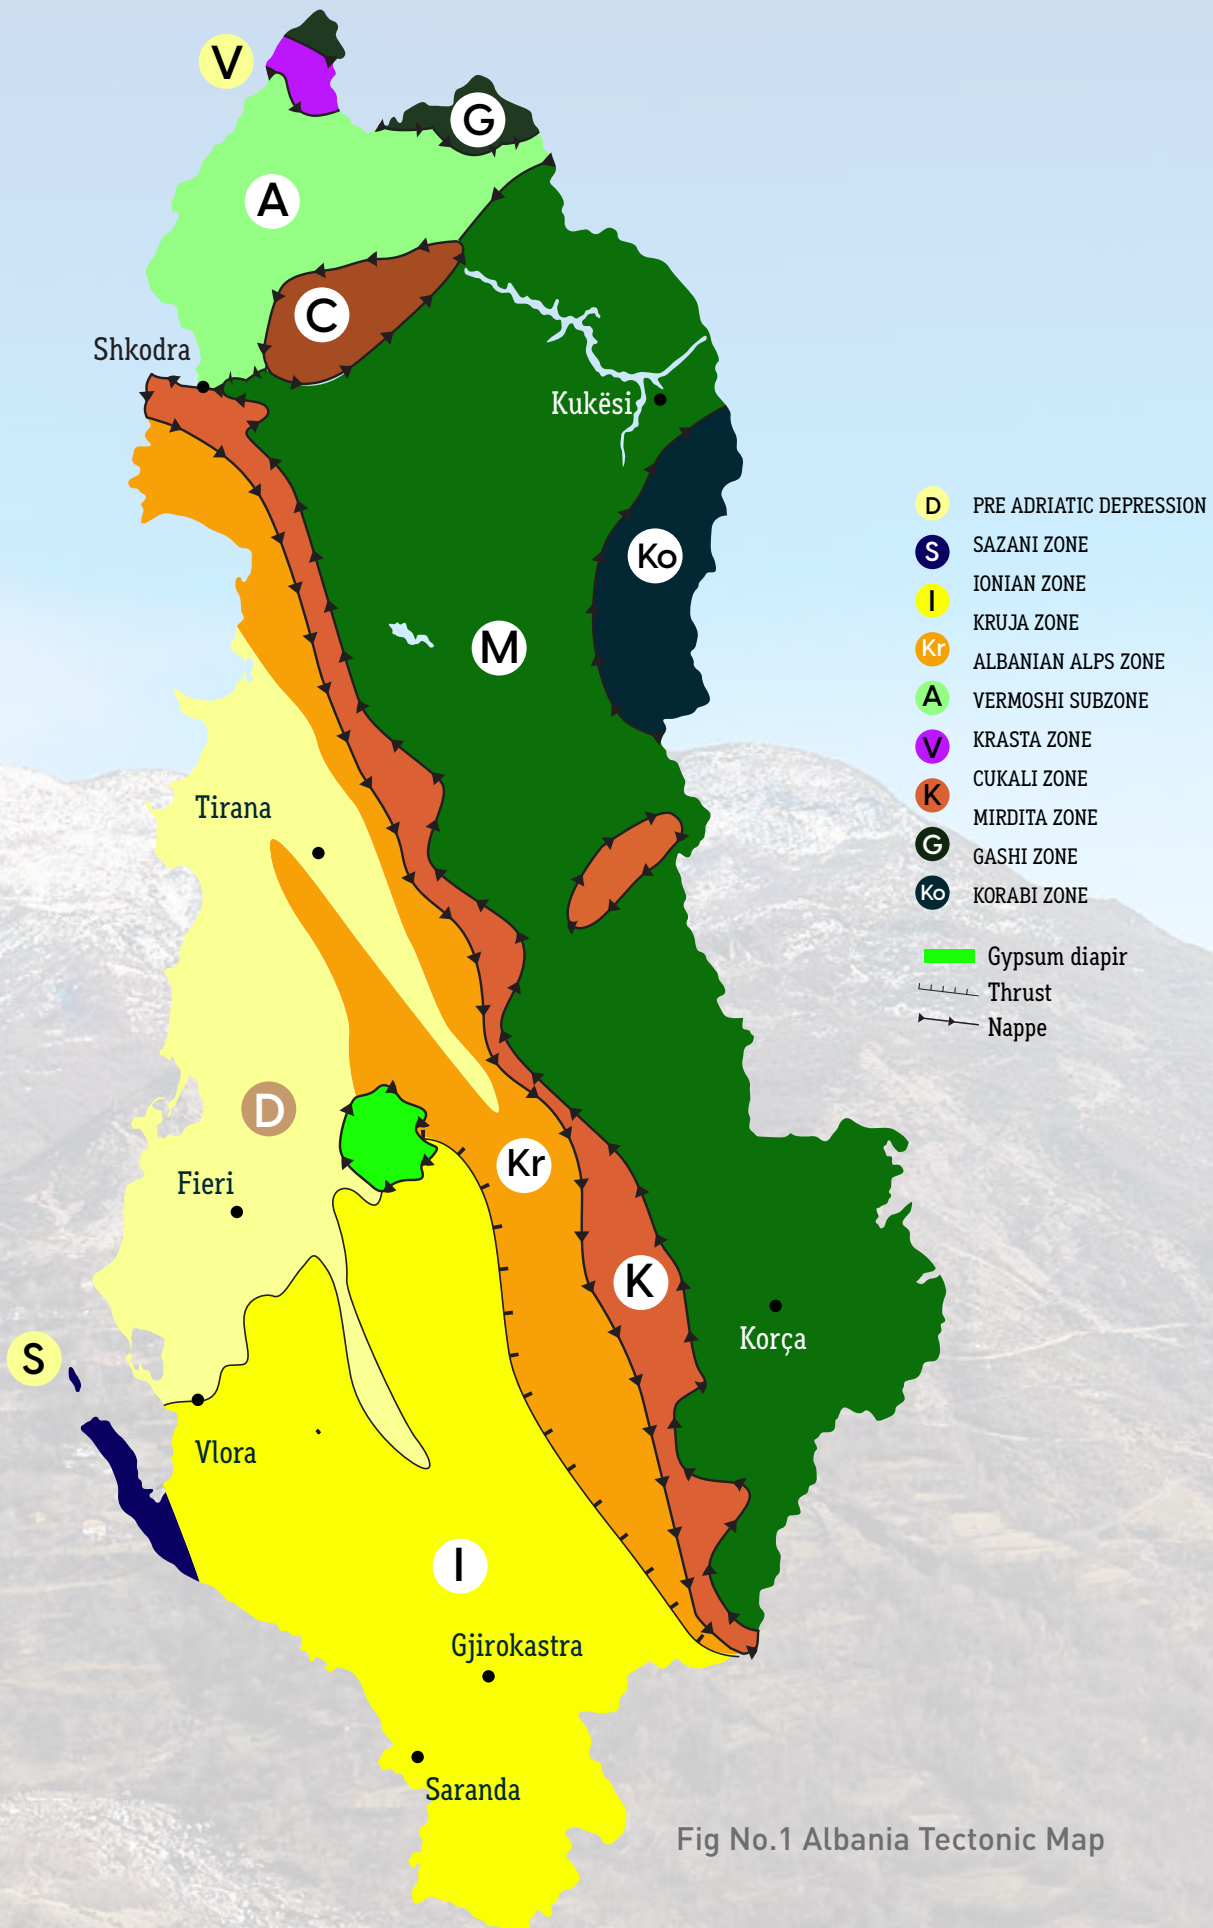 V
G
A
C
Shkodra
Kukësi
Ko
M
Tirana
D
Fieri
Kr
K
Korça
S
Vlora
I
Gjirokastra
Saranda
D PRE ADRIATIC DEPRESSION
S SAZANI ZONE
I IONIAN ZONE
KRUJA ZONE
Kr ALBANIAN ALPS ZONE
A VERMOSHI SUBZONE
V KRASTA ZONE
K CUKALI ZONE
MIRDITA ZONE
G GASHI ZONE
Ko KORABI ZONE
Gypsum diapir
Thrust
Nappe
Fig No.1 Albania Tectonic Map